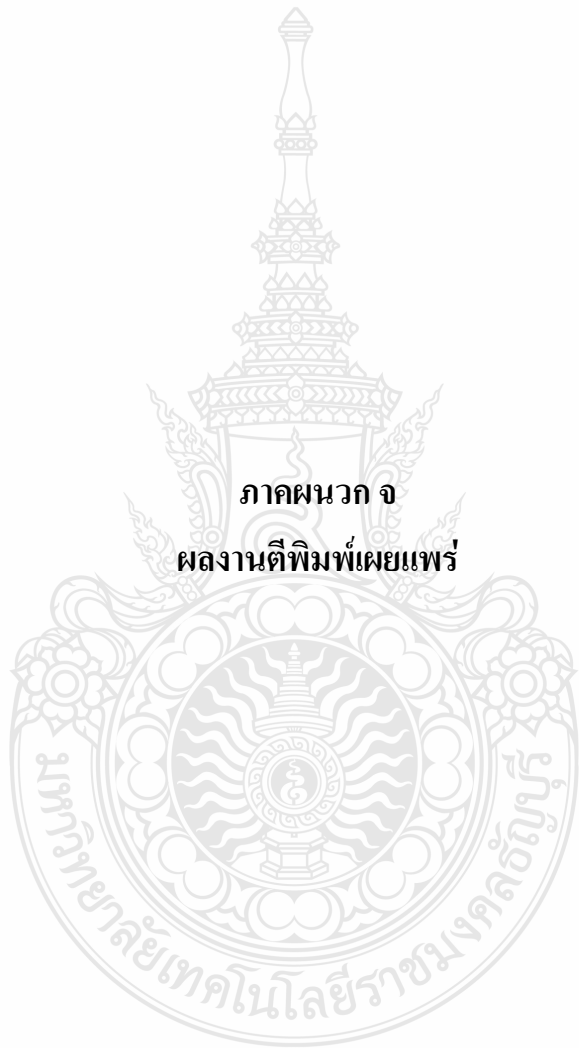 ภาคผนวก จ
ผลงานตีพิมพ์เผยแพร่
มหาวิทยาลัยเทคโนโลยีราชมงคลธัญบุรี